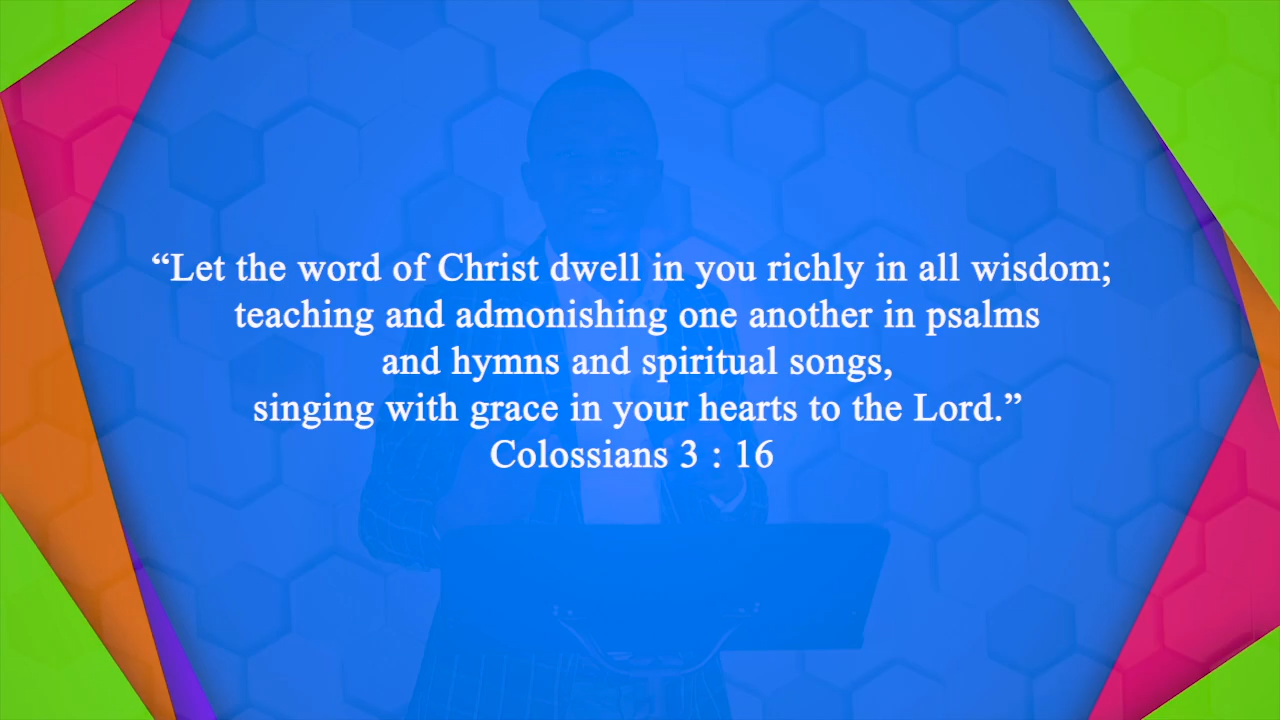 “Let the word of Christ dwell in you richly in all wisdom;
teaching and admonishing one another in psalms
and hymns and spiritual songs,
singing with grace in your hearts to the Lord.”
Colossians 3 : 16